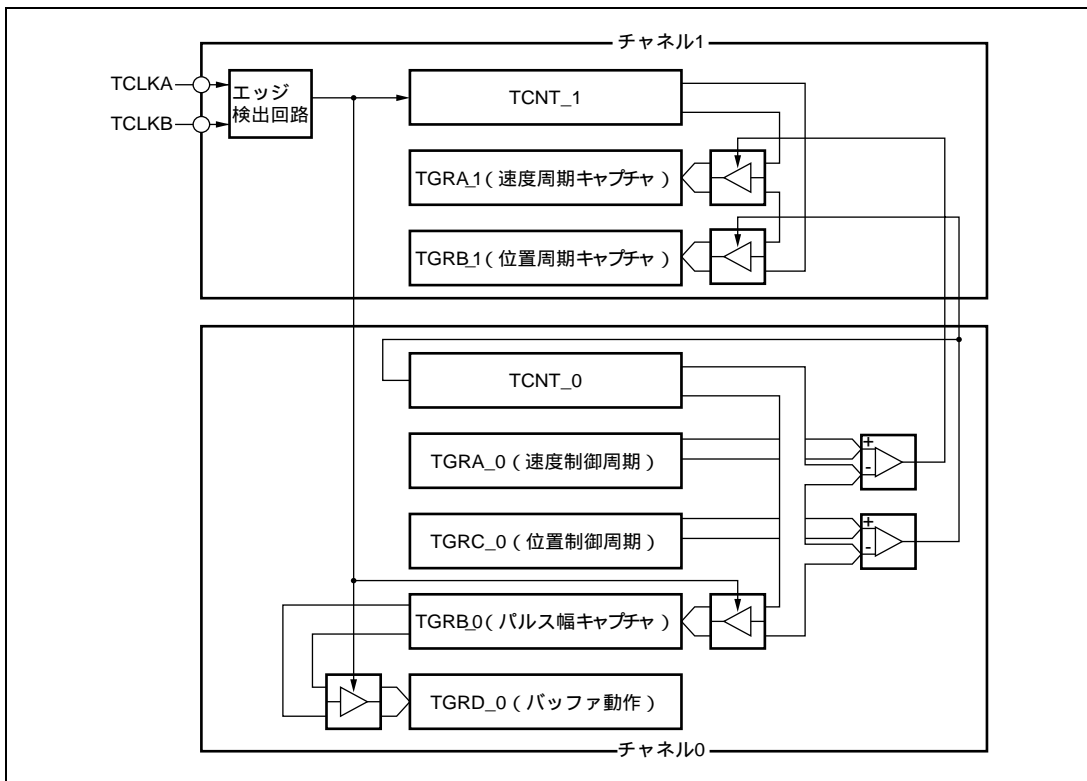 チャネル1
TCLKA
TCLKB
エッジ
検出回路
TCNT_1
TGRA_1（速度周期キャプチャ）
TGRB_1（位置周期キャプチャ）
TCNT_0
TGRA_0（速度制御周期）
+
-
TGRC_0（位置制御周期）
+
-
TGRB_0（パルス幅キャプチャ）
TGRD_0（バッファ動作）
チャネル0